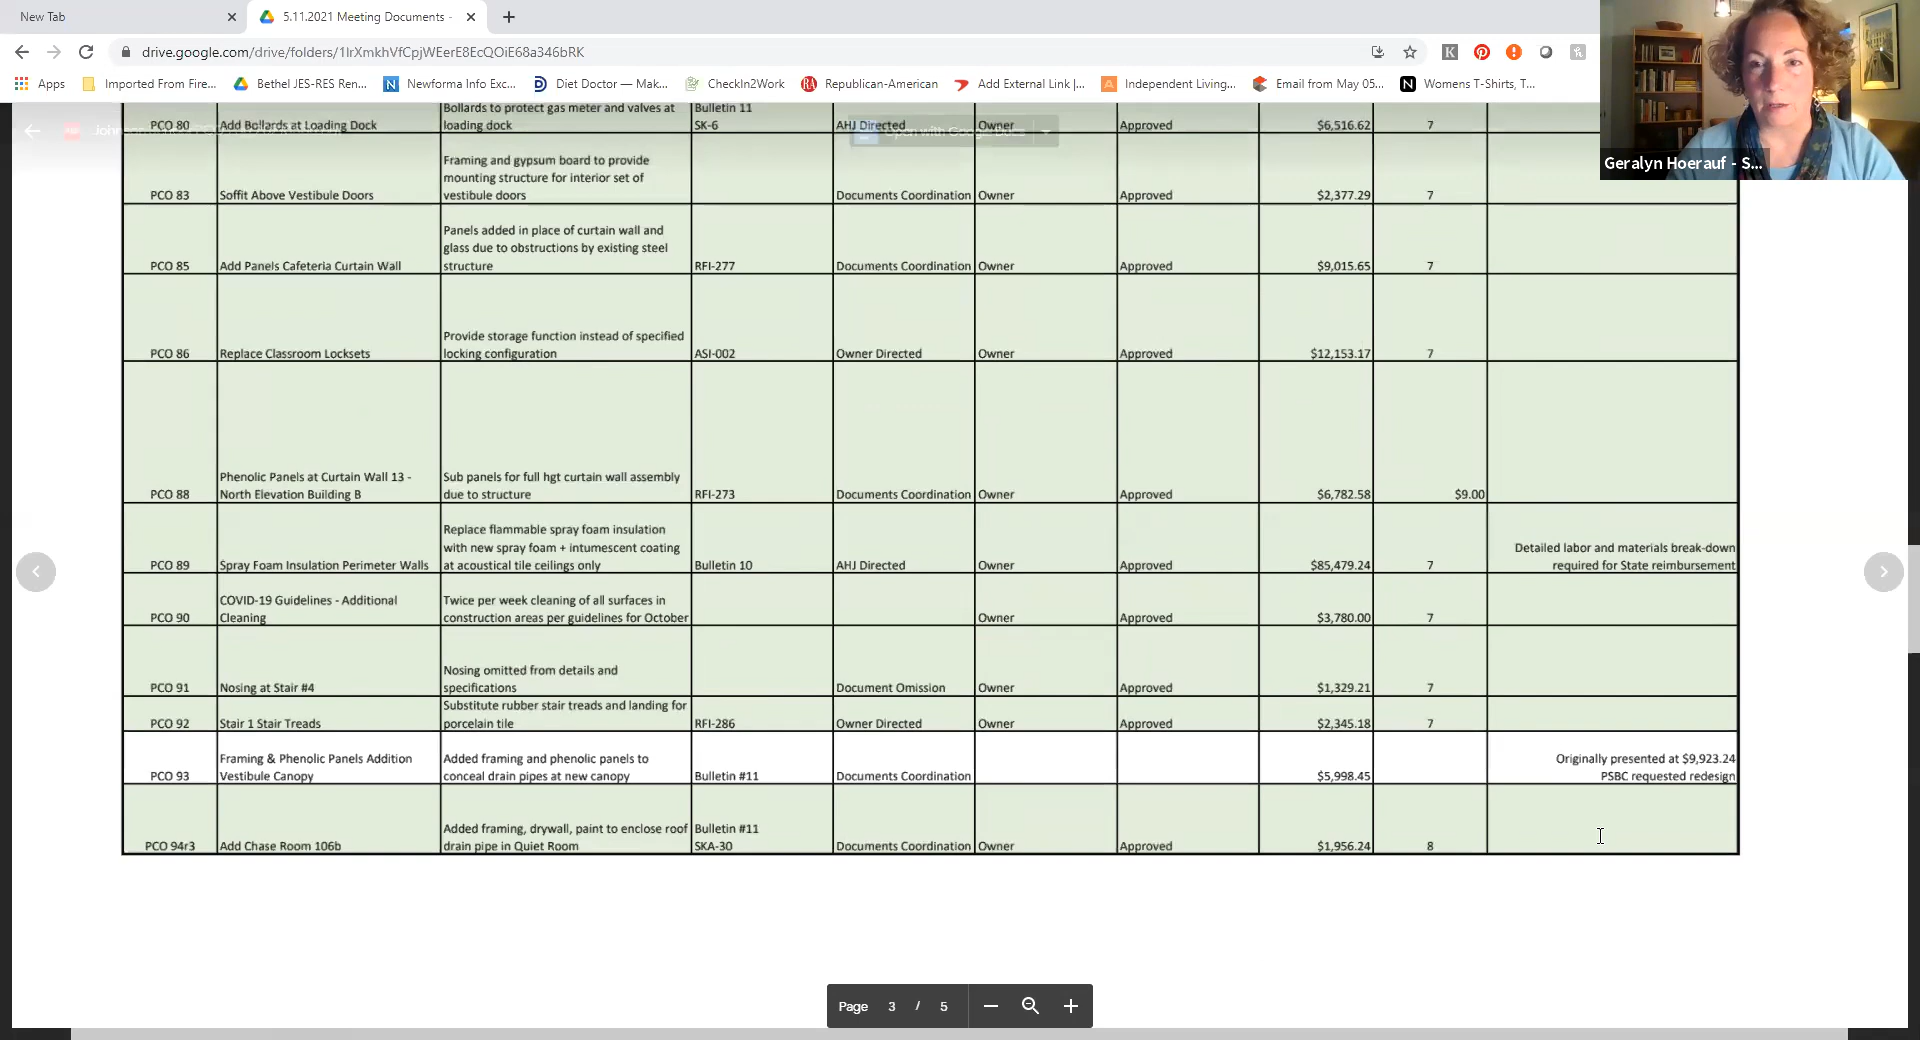 New Tab
5.11.2021 Meeting Documents -
drive.google.com/drive/folders/1IrXmkhVfCpjWEerE8EcQOiE68a346bRK
Apps Imported From Fire... Bethel JES-RES Ren... Newforma Info Exc... Diet Doctor — Mak... CheckIn2Work Republican-American Add External Link |... Independent Living... Email from May 05... Womens T-Shirts, T...
Geralyn Hoerauf - S...
Open with Google Docs
Bollards to protect gas meter and valves at Bulletin 11
PCO 80 Add Bollards at Loading Dock loading dock SK-6 AHJ Directed Owner Approved $6,516.62 7
Framing and gypsum board to provide
mounting structure for interior set of
PCO 83 Soffit Above Vestibule Doors vestibule doors Documents Coordination Owner Approved $2,377.29 7
Panels added in place of curtain wall and
glass due to obstructions by existing steel
PCO 85 Add Panels Cafeteria Curtain Wall structure RFI-277 Documents Coordination Owner Approved $9,015.65 7
Provide storage function instead of specified
PCO 86 Replace Classroom Locksets locking configuration ASI-002 Owner Directed Owner Approved $12,153.17 7
Phenolic Panels at Curtain Wall 13 - Sub panels for full hgt curtain wall assembly
PCO 88 North Elevation Building B due to structure RFI-273 Documents Coordination Owner Approved $6,782.58 $9.00
Replace flammable spray foam insulation
with new spray foam + intumescent coating Detailed labor and materials break-down
PCO 89 Spray Foam Insulation Perimeter Walls at acoustical tile ceilings only Bulletin 10 AHJ Directed Owner Approved $85,479.24 7 required for State reimbursement
COVID-19 Guidelines - Additional Twice per week cleaning of all surfaces in
PCO 90 Cleaning construction areas per guidelines for October Owner Approved $3,780.00 7
Nosing omitted from details and
PCO 91 Nosing at Stair #4 specifications Document Omission Owner Approved $1,329.21 7
Substitute rubber stair treads and landing for
PCO 92 Stair 1 Stair Treads porcelain tile RFI-286 Owner Directed Owner Approved $2,345.18 7
Framing & Phenolic Panels Addition Added framing and phenolic panels to Originally presented at $9,923.24
PCO 93 Vestibule Canopy conceal drain pipes at new canopy Bulletin #11 Documents Coordination $5,998.45 PSBC requested redesign
Added framing, drywall, paint to enclose roof Bulletin #11
PCO 94r3 Add Chase Room 106b drain pipe in Quiet Room SKA-30 Documents Coordination Owner Approved $1,956.24 8
Page 3 / 5